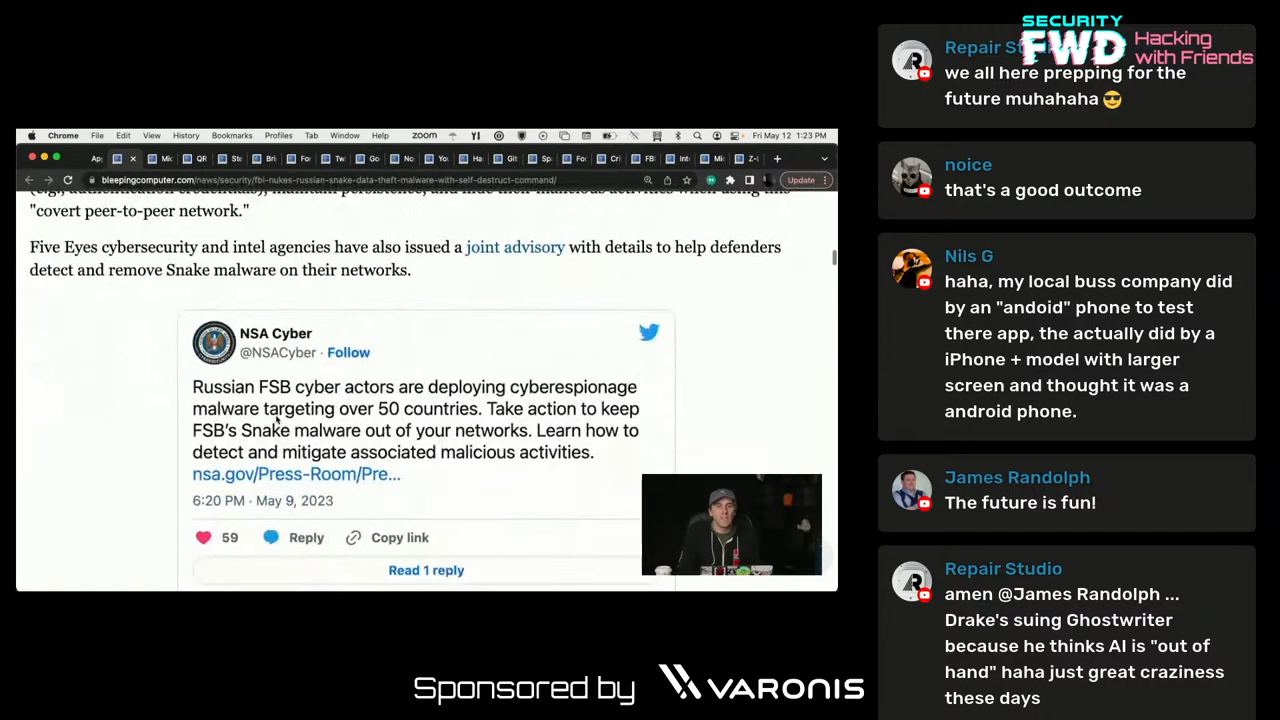 SECURITY
FWD
Hacking
with Friends
Chrome File Edit View History Bookmarks Profiles Tab Window Help zoom Fri May 12 1:23 PM
bleepingcomputer.com/news/security/fbi-nukes-russian-snake-data-theft-malware-with-self-destruct-command/
Update
"covert peer-to-peer network."
Five Eyes cybersecurity and intel agencies have also issued a joint advisory with details to help defenders
detect and remove Snake malware on their networks.
NSA Cyber
@NSACyber · Follow
Russian FSB cyber actors are deploying cyberespionage
malware targeting over 50 countries. Take action to keep
FSB's Snake malware out of your networks. Learn how to
detect and mitigate associated malicious activities.
nsa.gov/Press-Room/Pre...
6:20 PM · May 9, 2023
59 Reply Copy link
Read 1 reply
Sponsored by VARONIS
Repair
we all here prepping for the
future muhahaha 😎
noice
that's a good outcome
Nils G
haha, my local buss company did
by an "andoid" phone to test
there app, the actually did by a
iPhone + model with larger
screen and thought it was a
android phone.
James Randolph
The future is fun!
Repair Studio
amen @James Randolph ...
Drake's suing Ghostwriter
because he thinks AI is "out of
hand" haha just great craziness
these days